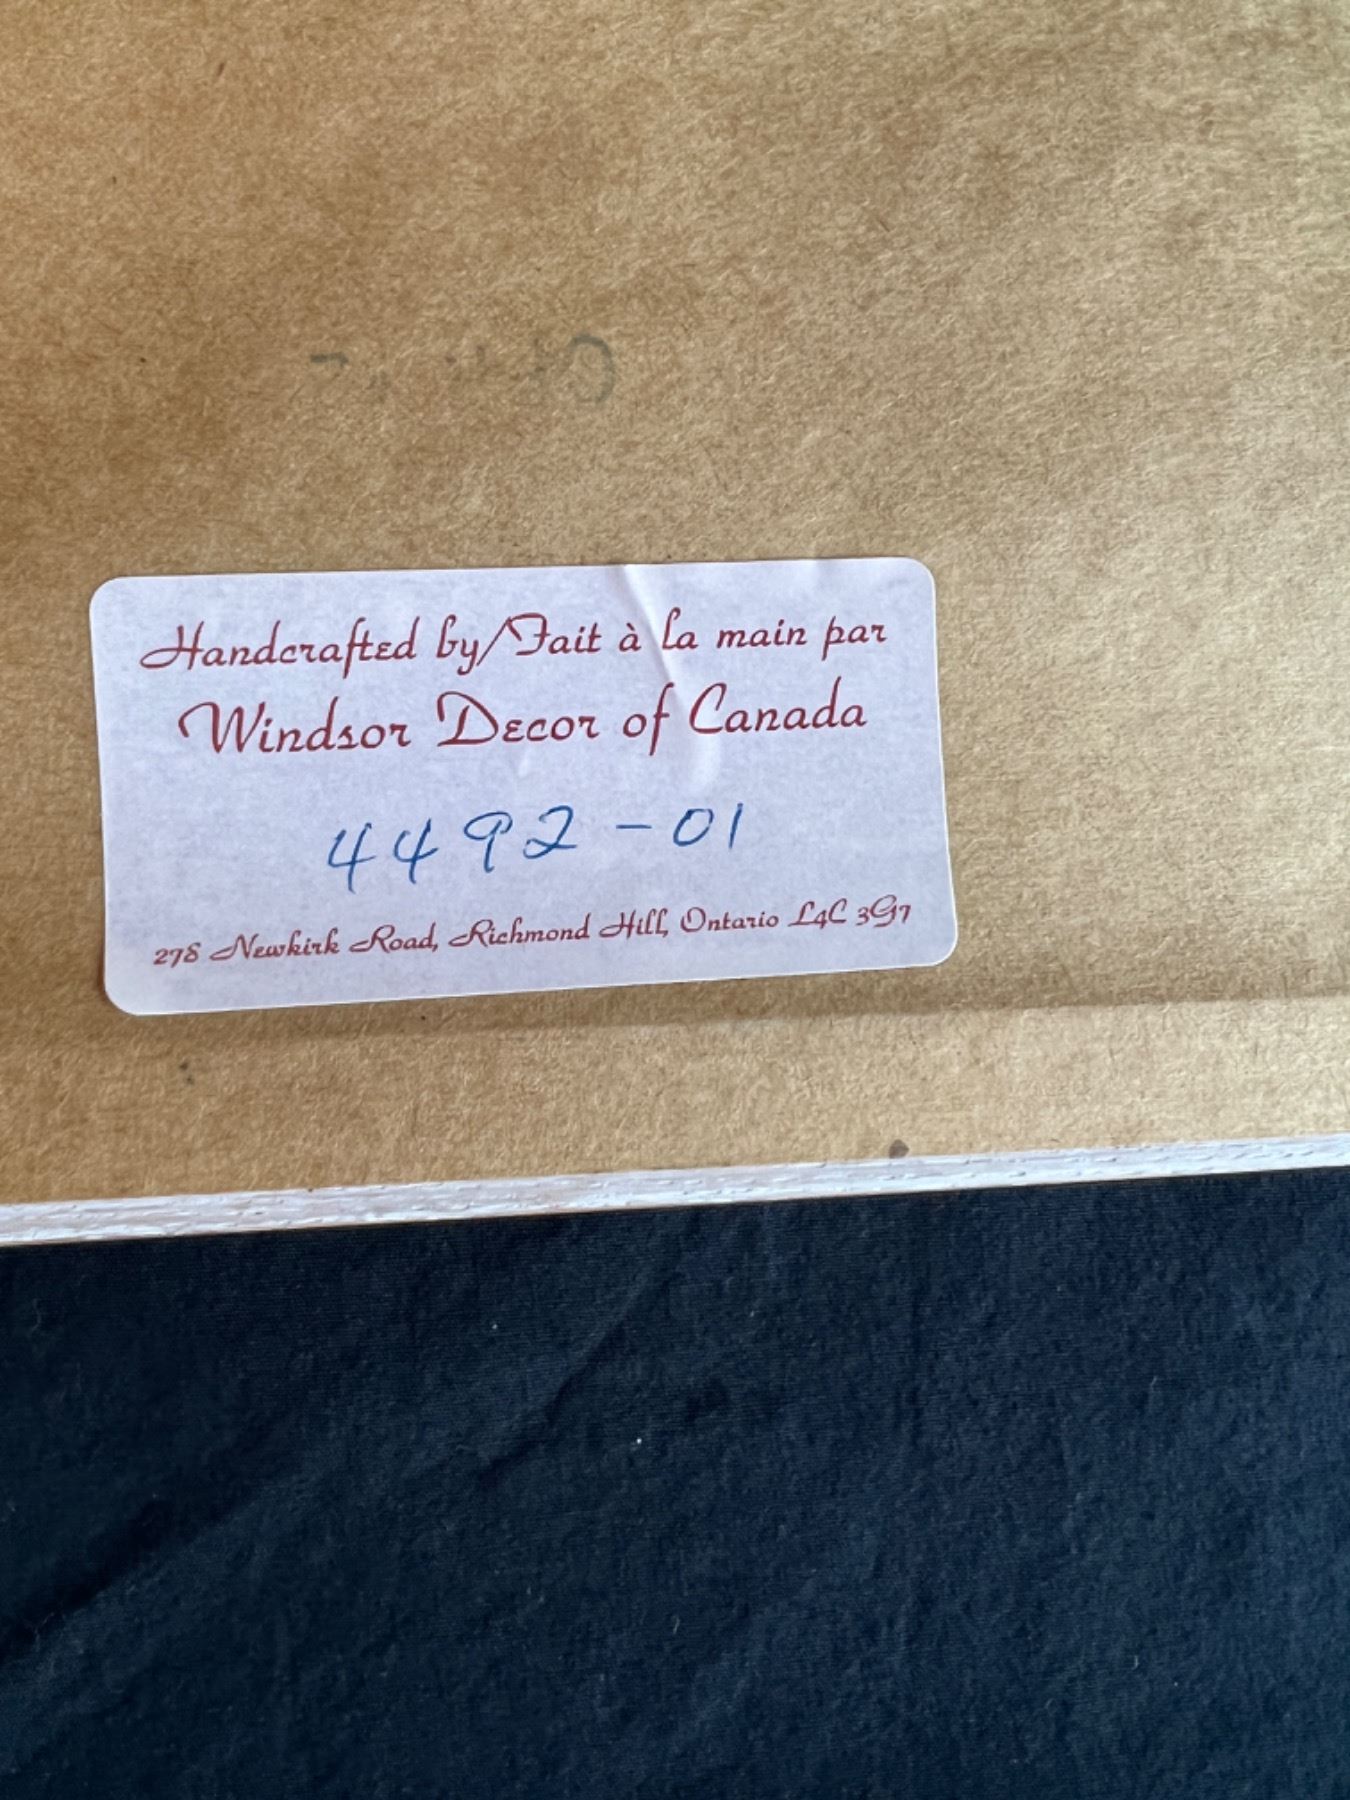 Handcrafted by/Fait à la main par
Windsor Decor of Canada
4492-01
278 Newkirk Road, Richmond Hill, Ontario L4C 3G7